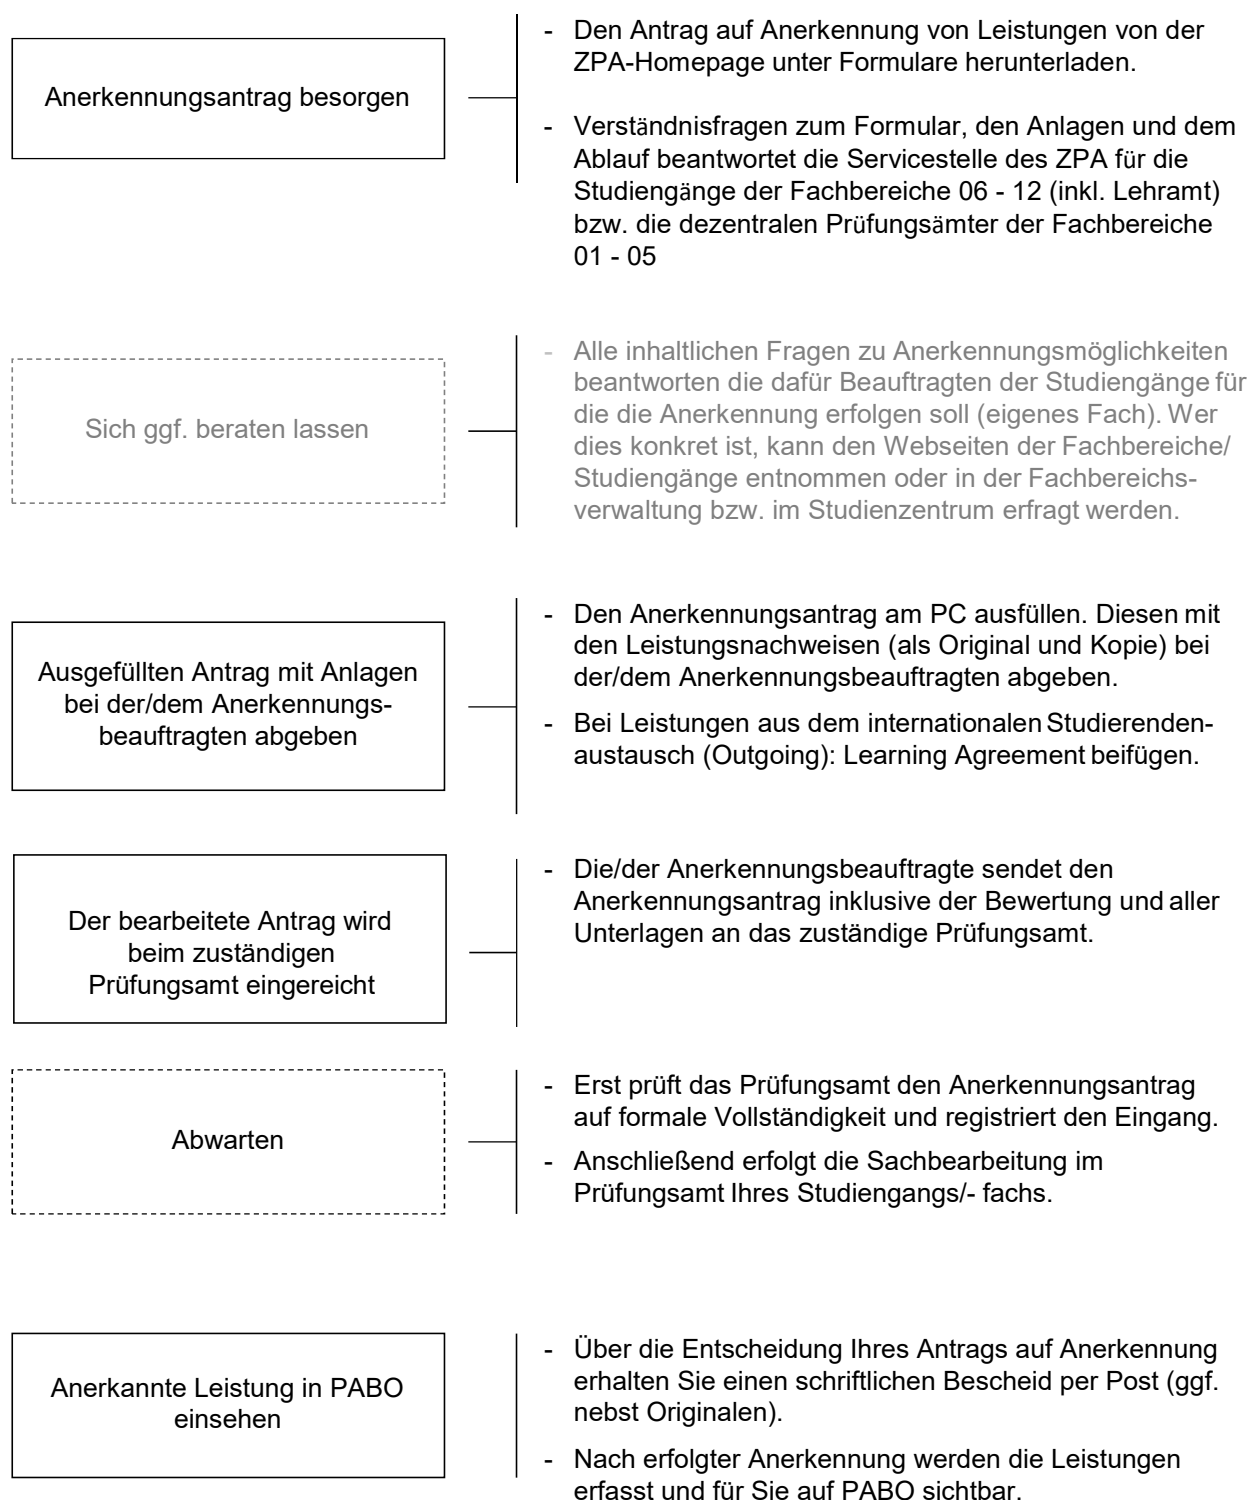 Anerkennungsantrag besorgen
- Den Antrag auf Anerkennung von Leistungen von der
ZPA-Homepage unter Formulare herunterladen.
- Verständnisfragen zum Formular, den Anlagen und dem
Ablauf beantwortet die Servicestelle des ZPA für die
Studiengänge der Fachbereiche 06 - 12 (inkl. Lehramt)
bzw. die dezentralen Prüfungsämter der Fachbereiche
01 - 05
Sich ggf. beraten lassen
- Alle inhaltlichen Fragen zu Anerkennungsmöglichkeiten
beantworten die dafür Beauftragten der Studiengänge für
die die Anerkennung erfolgen soll (eigenes Fach). Wer
dies konkret ist, kann den Webseiten der Fachbereiche/
Studiengänge entnommen oder in der Fachbereichs-
verwaltung bzw. im Studienzentrum erfragt werden.
Ausgefüllten Antrag mit Anlagen
bei der/dem Anerkennungs-
beauftragten abgeben
- Den Anerkennungsantrag am PC ausfüllen. Diesen mit
den Leistungsnachweisen (als Original und Kopie) bei
der/dem Anerkennungsbeauftragten abgeben.
- Bei Leistungen aus dem internationalen Studierenden-
austausch (Outgoing): Learning Agreement beifügen.
Der bearbeitete Antrag wird
beim zuständigen
Prüfungsamt eingereicht
- Die/der Anerkennungsbeauftragte sendet den
Anerkennungsantrag inklusive der Bewertung und aller
Unterlagen an das zuständige Prüfungsamt.
Abwarten
- Erst prüft das Prüfungsamt den Anerkennungsantrag
auf formale Vollständigkeit und registriert den Eingang.
- Anschließend erfolgt die Sachbearbeitung im
Prüfungsamt Ihres Studiengangs/- fachs.
Anerkannte Leistung in PABO
einsehen
- Über die Entscheidung Ihres Antrags auf Anerkennung
erhalten Sie einen schriftlichen Bescheid per Post (ggf.
nebst Originalen).
- Nach erfolgter Anerkennung werden die Leistungen
erfasst und für Sie auf PABO sichtbar.